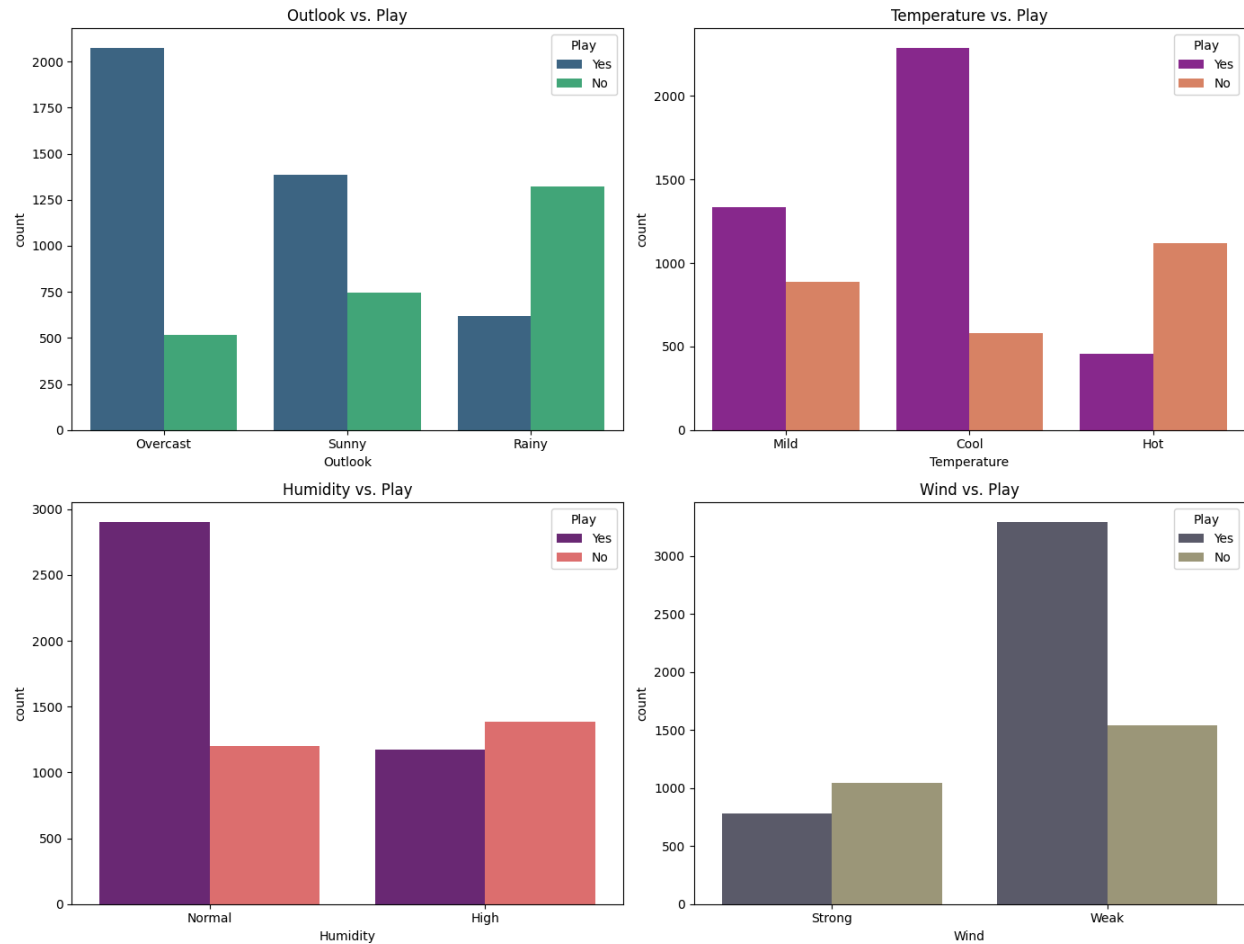 Outlook vs. Play
Play
Yes
No
2000
1750
1500
1250
1000
750
500
250
0
count
Overcast
Sunny
Rainy
Outlook
Temperature vs. Play
Play
Yes
No
2000
1500
1000
500
0
count
Mild
Cool
Hot
Temperature
Humidity vs. Play
Play
Yes
No
3000
2500
2000
1500
1000
500
0
count
Normal
High
Humidity
Wind vs. Play
Play
Yes
No
3000
2500
2000
1500
1000
500
0
count
Strong
Weak
Wind